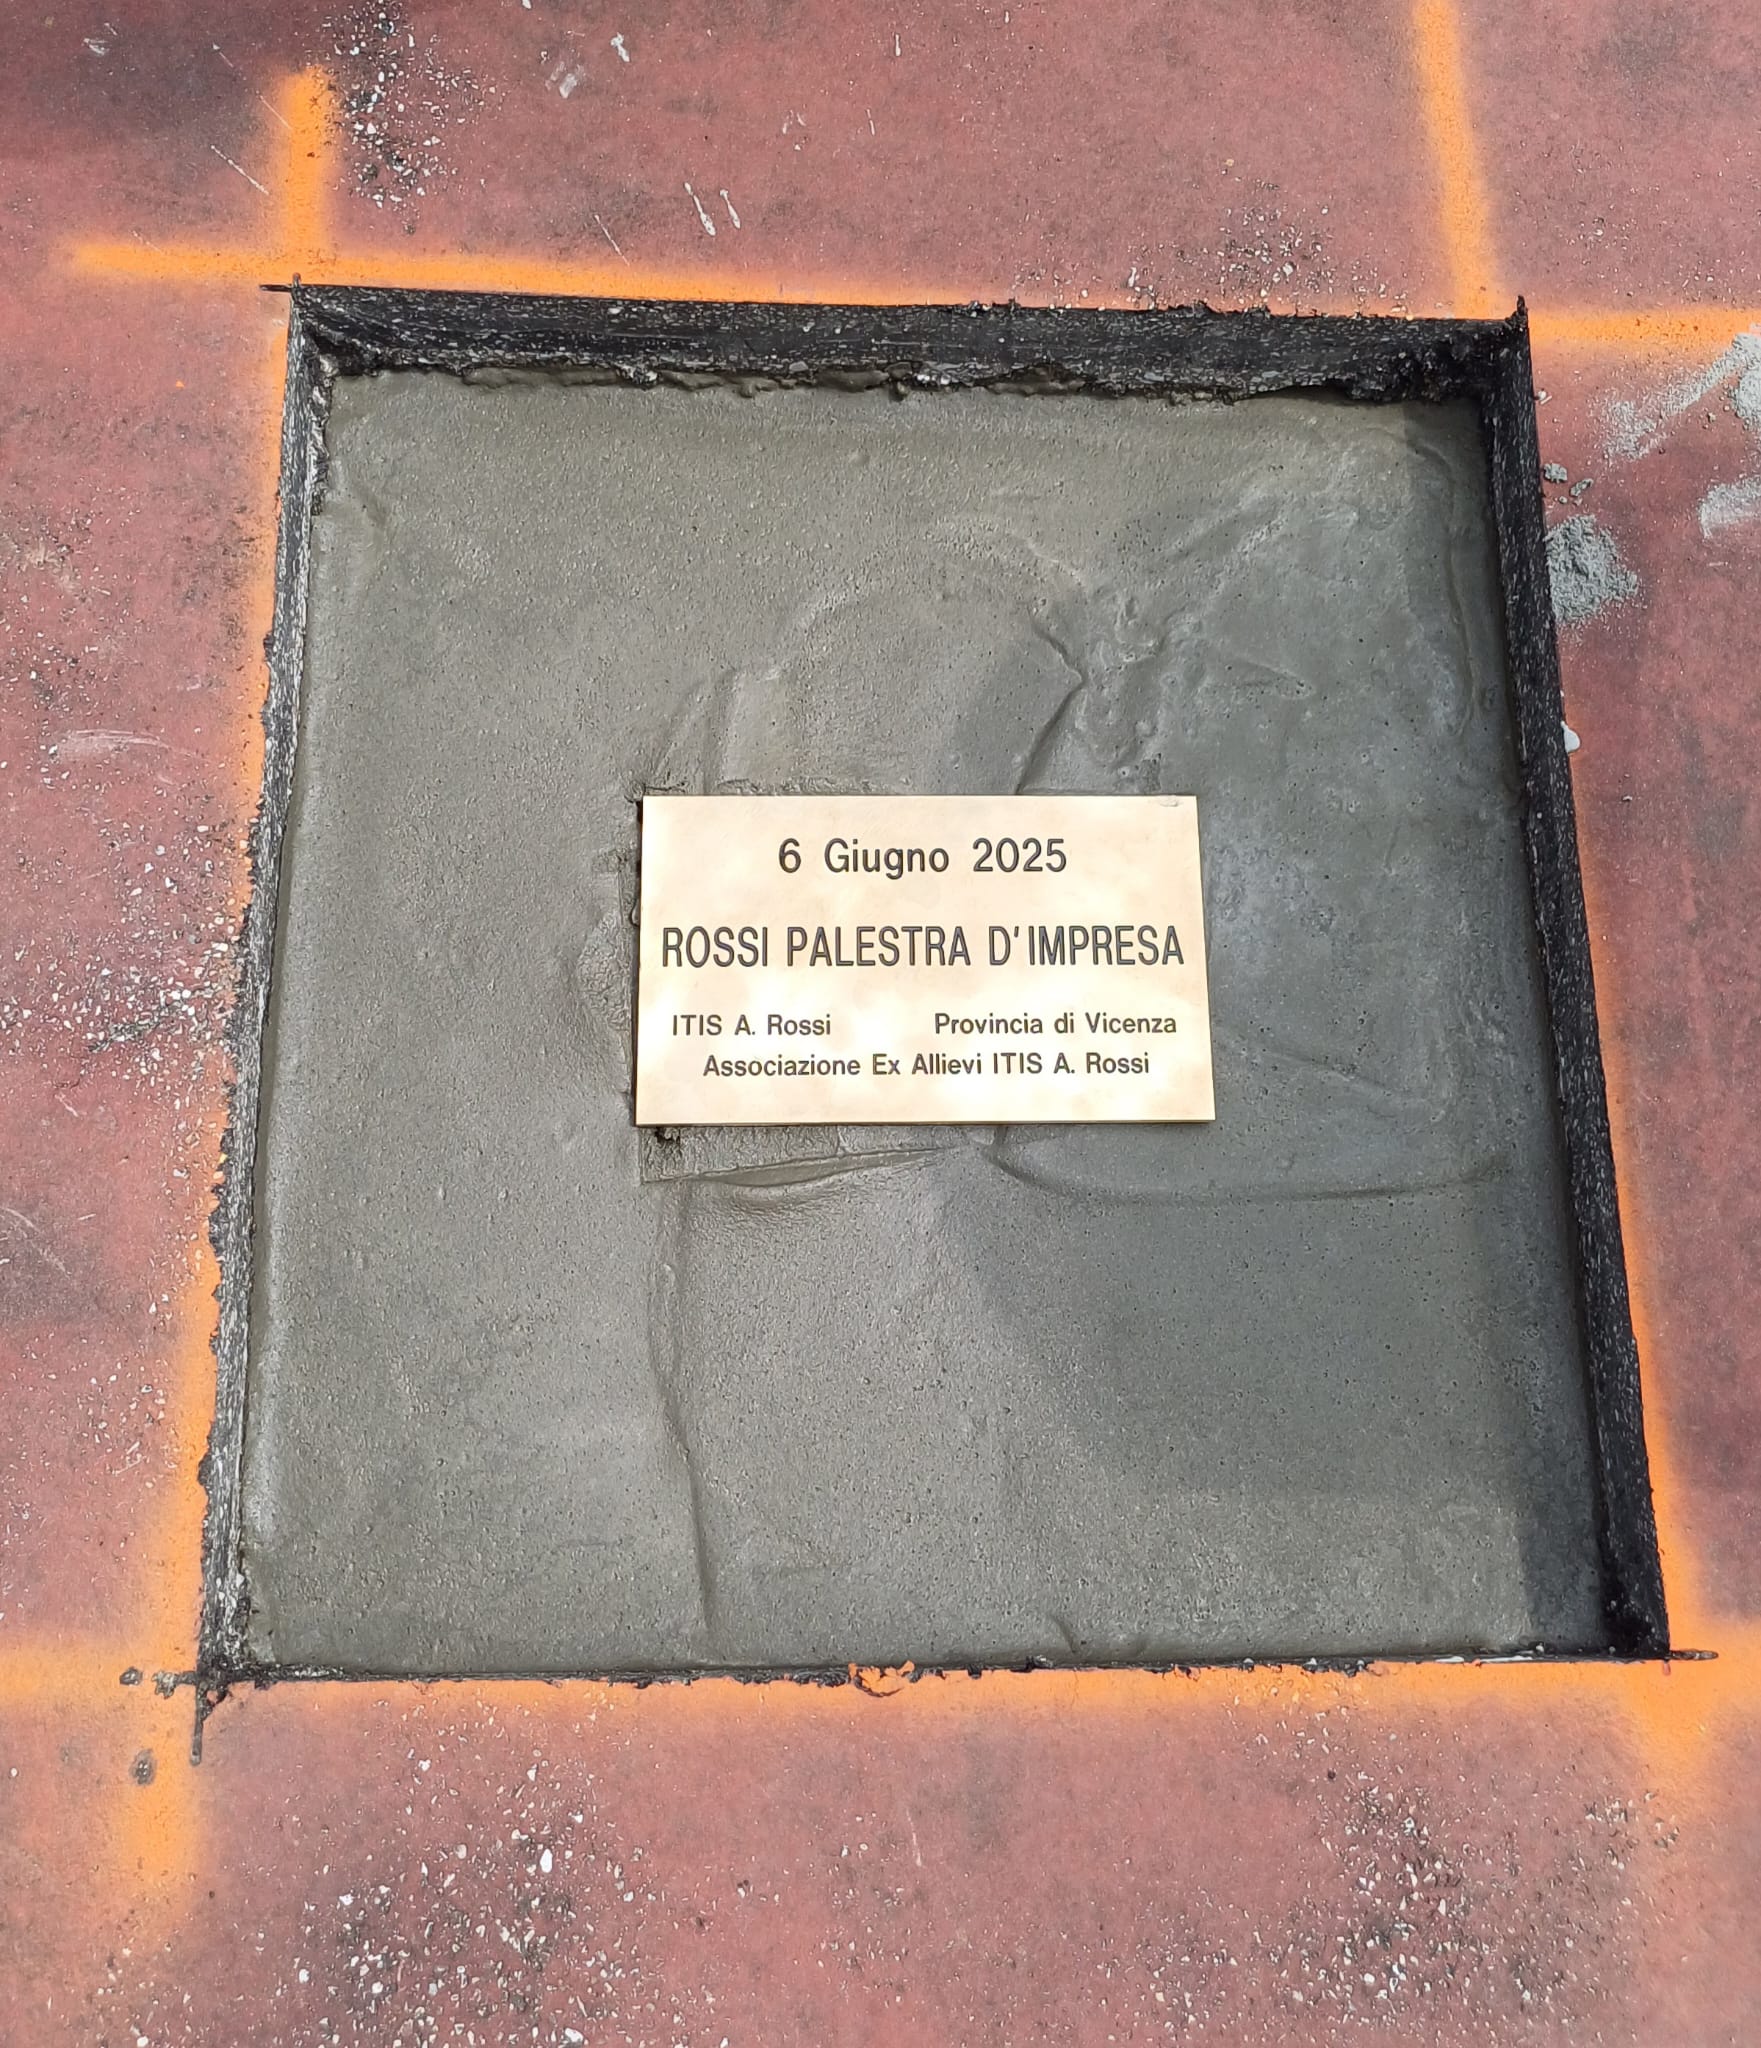 6 Giugno 2025
ROSSI PALESTRA D'IMPRESA
ITIS A. Rossi Provincia di Vicenza
Associazione Ex Allievi ITIS A. Rossi